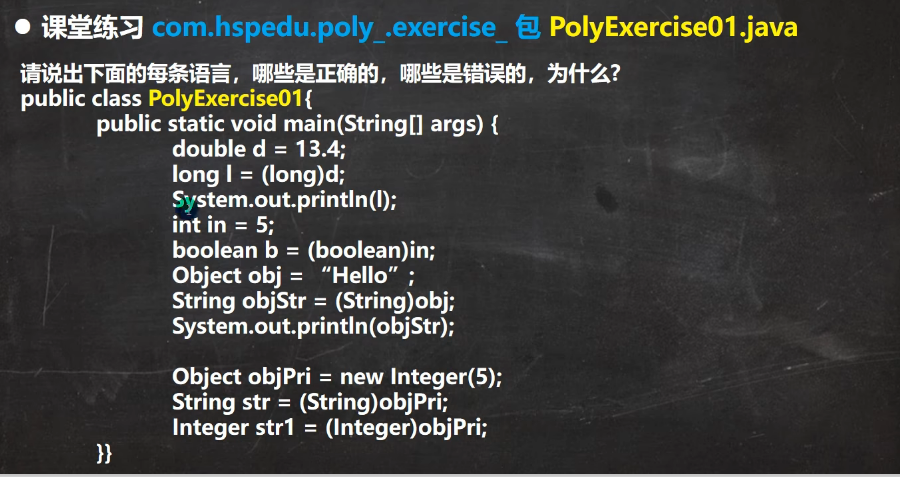 ● 课堂练习 com.hspedu.poly_.exercise_ 包 PolyExercise01.java
请说出下面的每条语言，哪些是正确的，哪些是错误的，为什么?
public class PolyExercise01{
public static void main(String[] args) {
double d = 13.4;
long l = (long)d;
System.out.println(l);
int in = 5;
boolean b = (boolean)in;
Object obj = “Hello”;
String objStr = (String)obj;
System.out.println(objStr);
Object objPri = new Integer(5);
String str = (String)objPri;
Integer str1 = (Integer)objPri;
}}